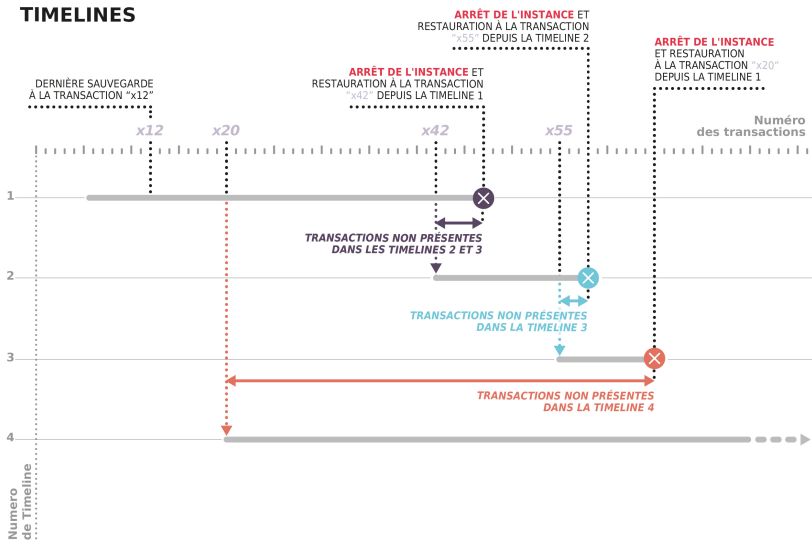 TIMELINES
ARRÊT DE L'INSTANCE ET
RESTAURATION À LA TRANSACTION
"x55" DEPUIS LA TIMELINE 2
ARRÊT DE L'INSTANCE
ET RESTAURATION
À LA TRANSACTION "x20"
DEPUIS LA TIMELINE 1
ARRÊT DE L'INSTANCE ET
RESTAURATION À LA TRANSACTION
"x42" DEPUIS LA TIMELINE 1
DERNIÈRE SAUVEGARDE
À LA TRANSACTION "x12"
x12
x20
x42
x55
Numéro
des transactions
1
TRANSACTIONS NON PRÉSENTES
DANS LES TIMELINES 2 ET 3
2
TRANSACTIONS NON PRÉSENTES
DANS LA TIMELINE 3
3
TRANSACTIONS NON PRÉSENTES
DANS LA TIMELINE 4
4
Numero
de Timeline